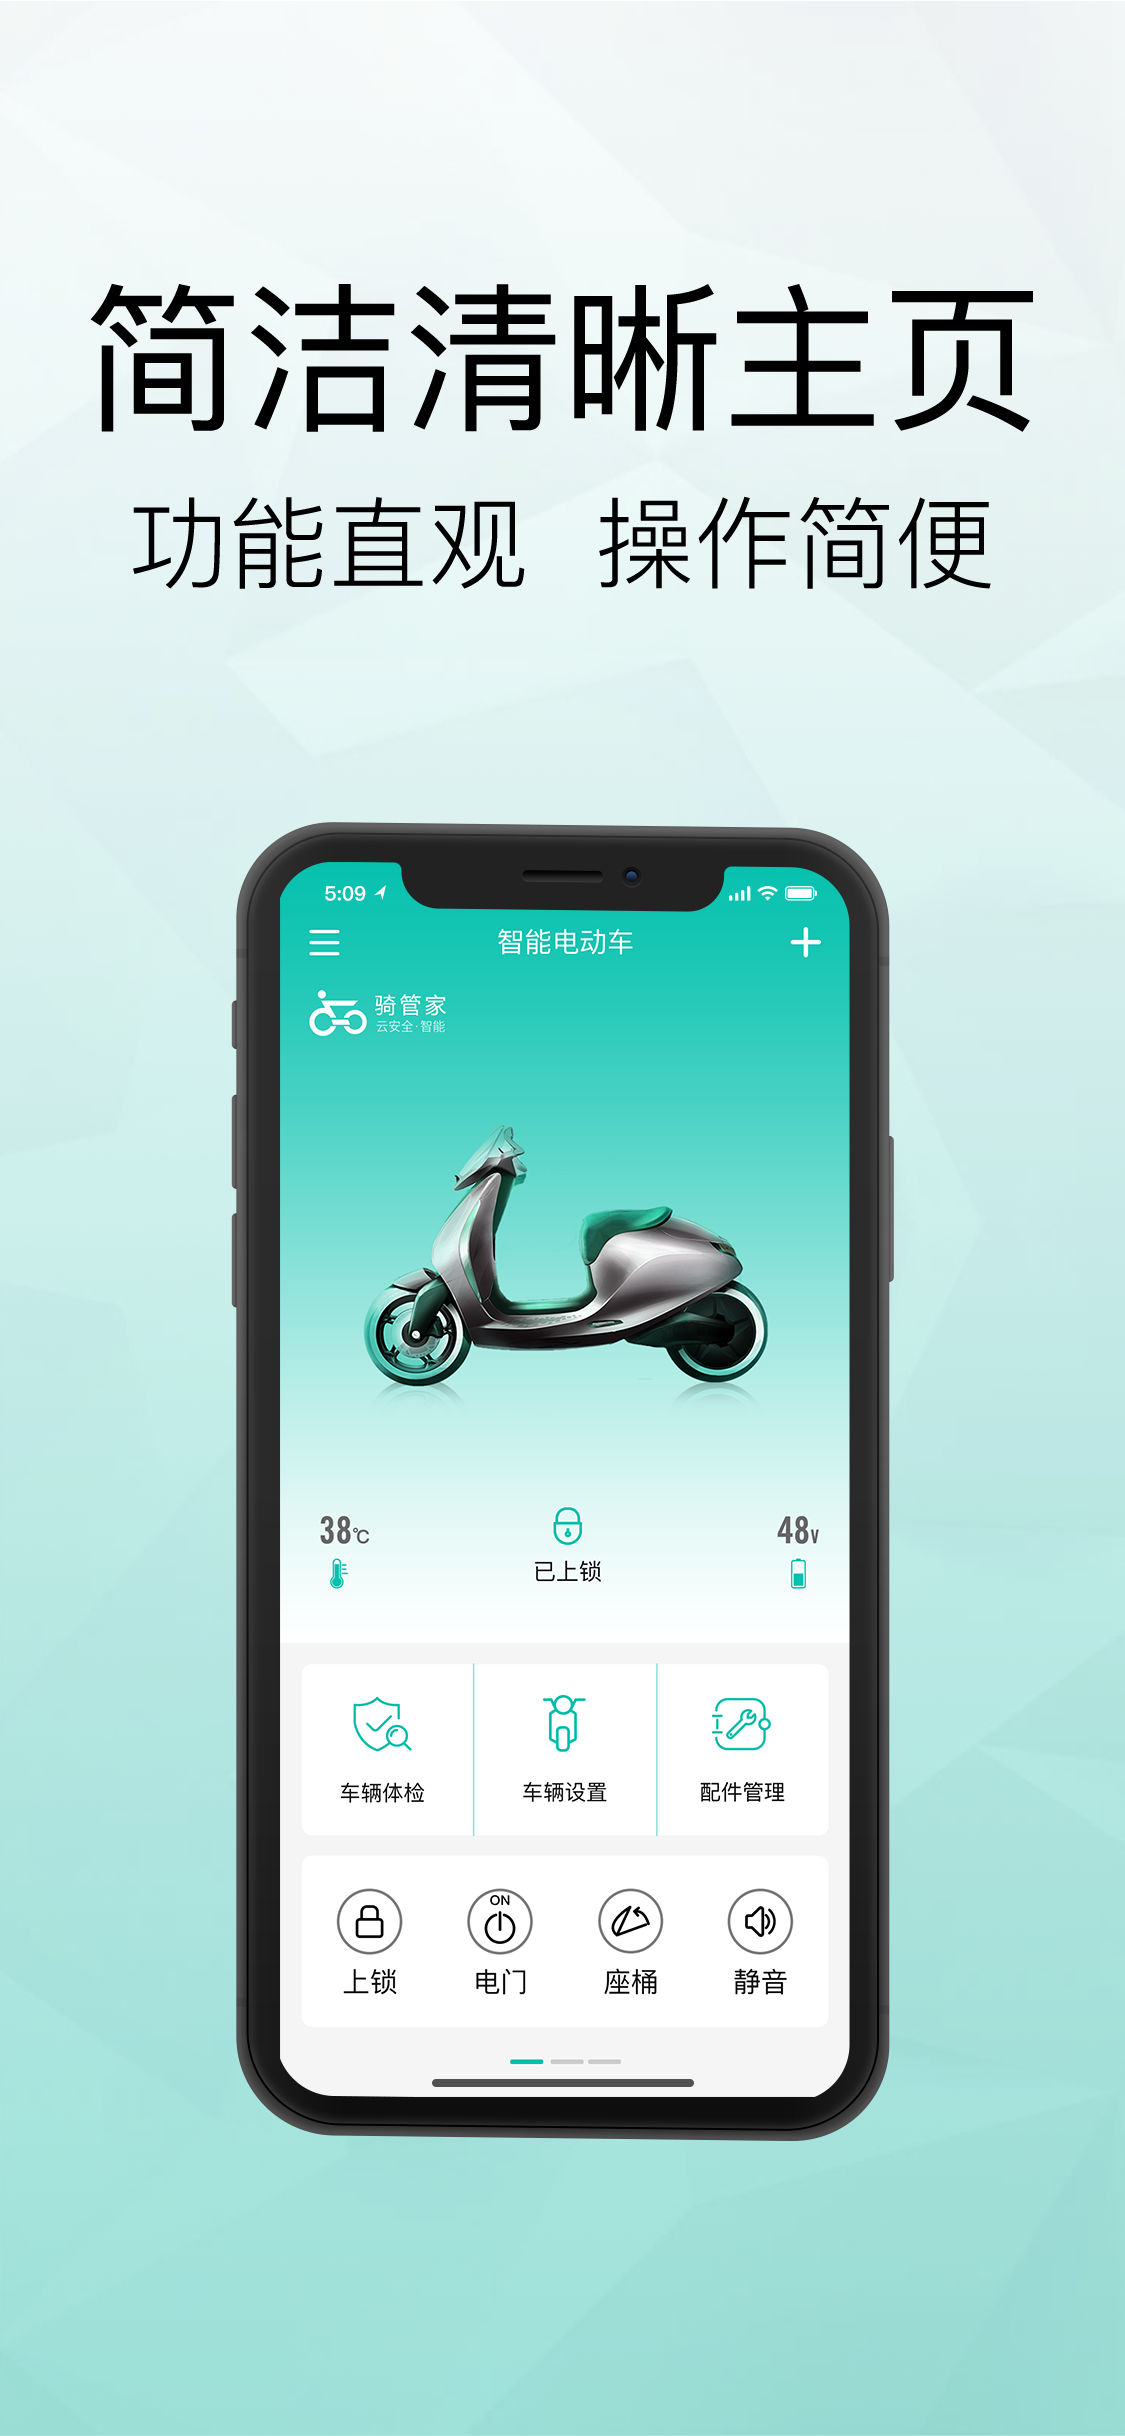 简洁清晰主页
功能直观 操作简便
5:09
智能电动车
骑管家
云安全·智能
38℃
已上锁
48V
车辆体检
车辆设置
配件管理
ON
上锁
电门
座桶
静音